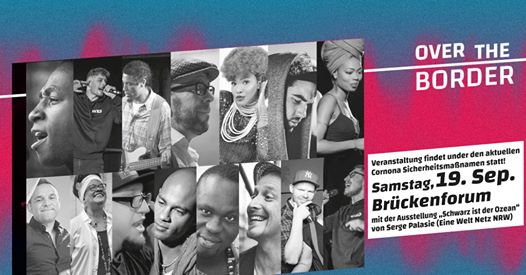 OVER THE
BORDER
Veranstaltung findet unter den aktuellen
Cornona Sicherheitsmaßnamen statt!
Samstag, 19. Sep.
Brückenforum
mit der Ausstellung „Schwarz ist der Ozean“
von Serge Palasie (Eine Welt Netz NRW)